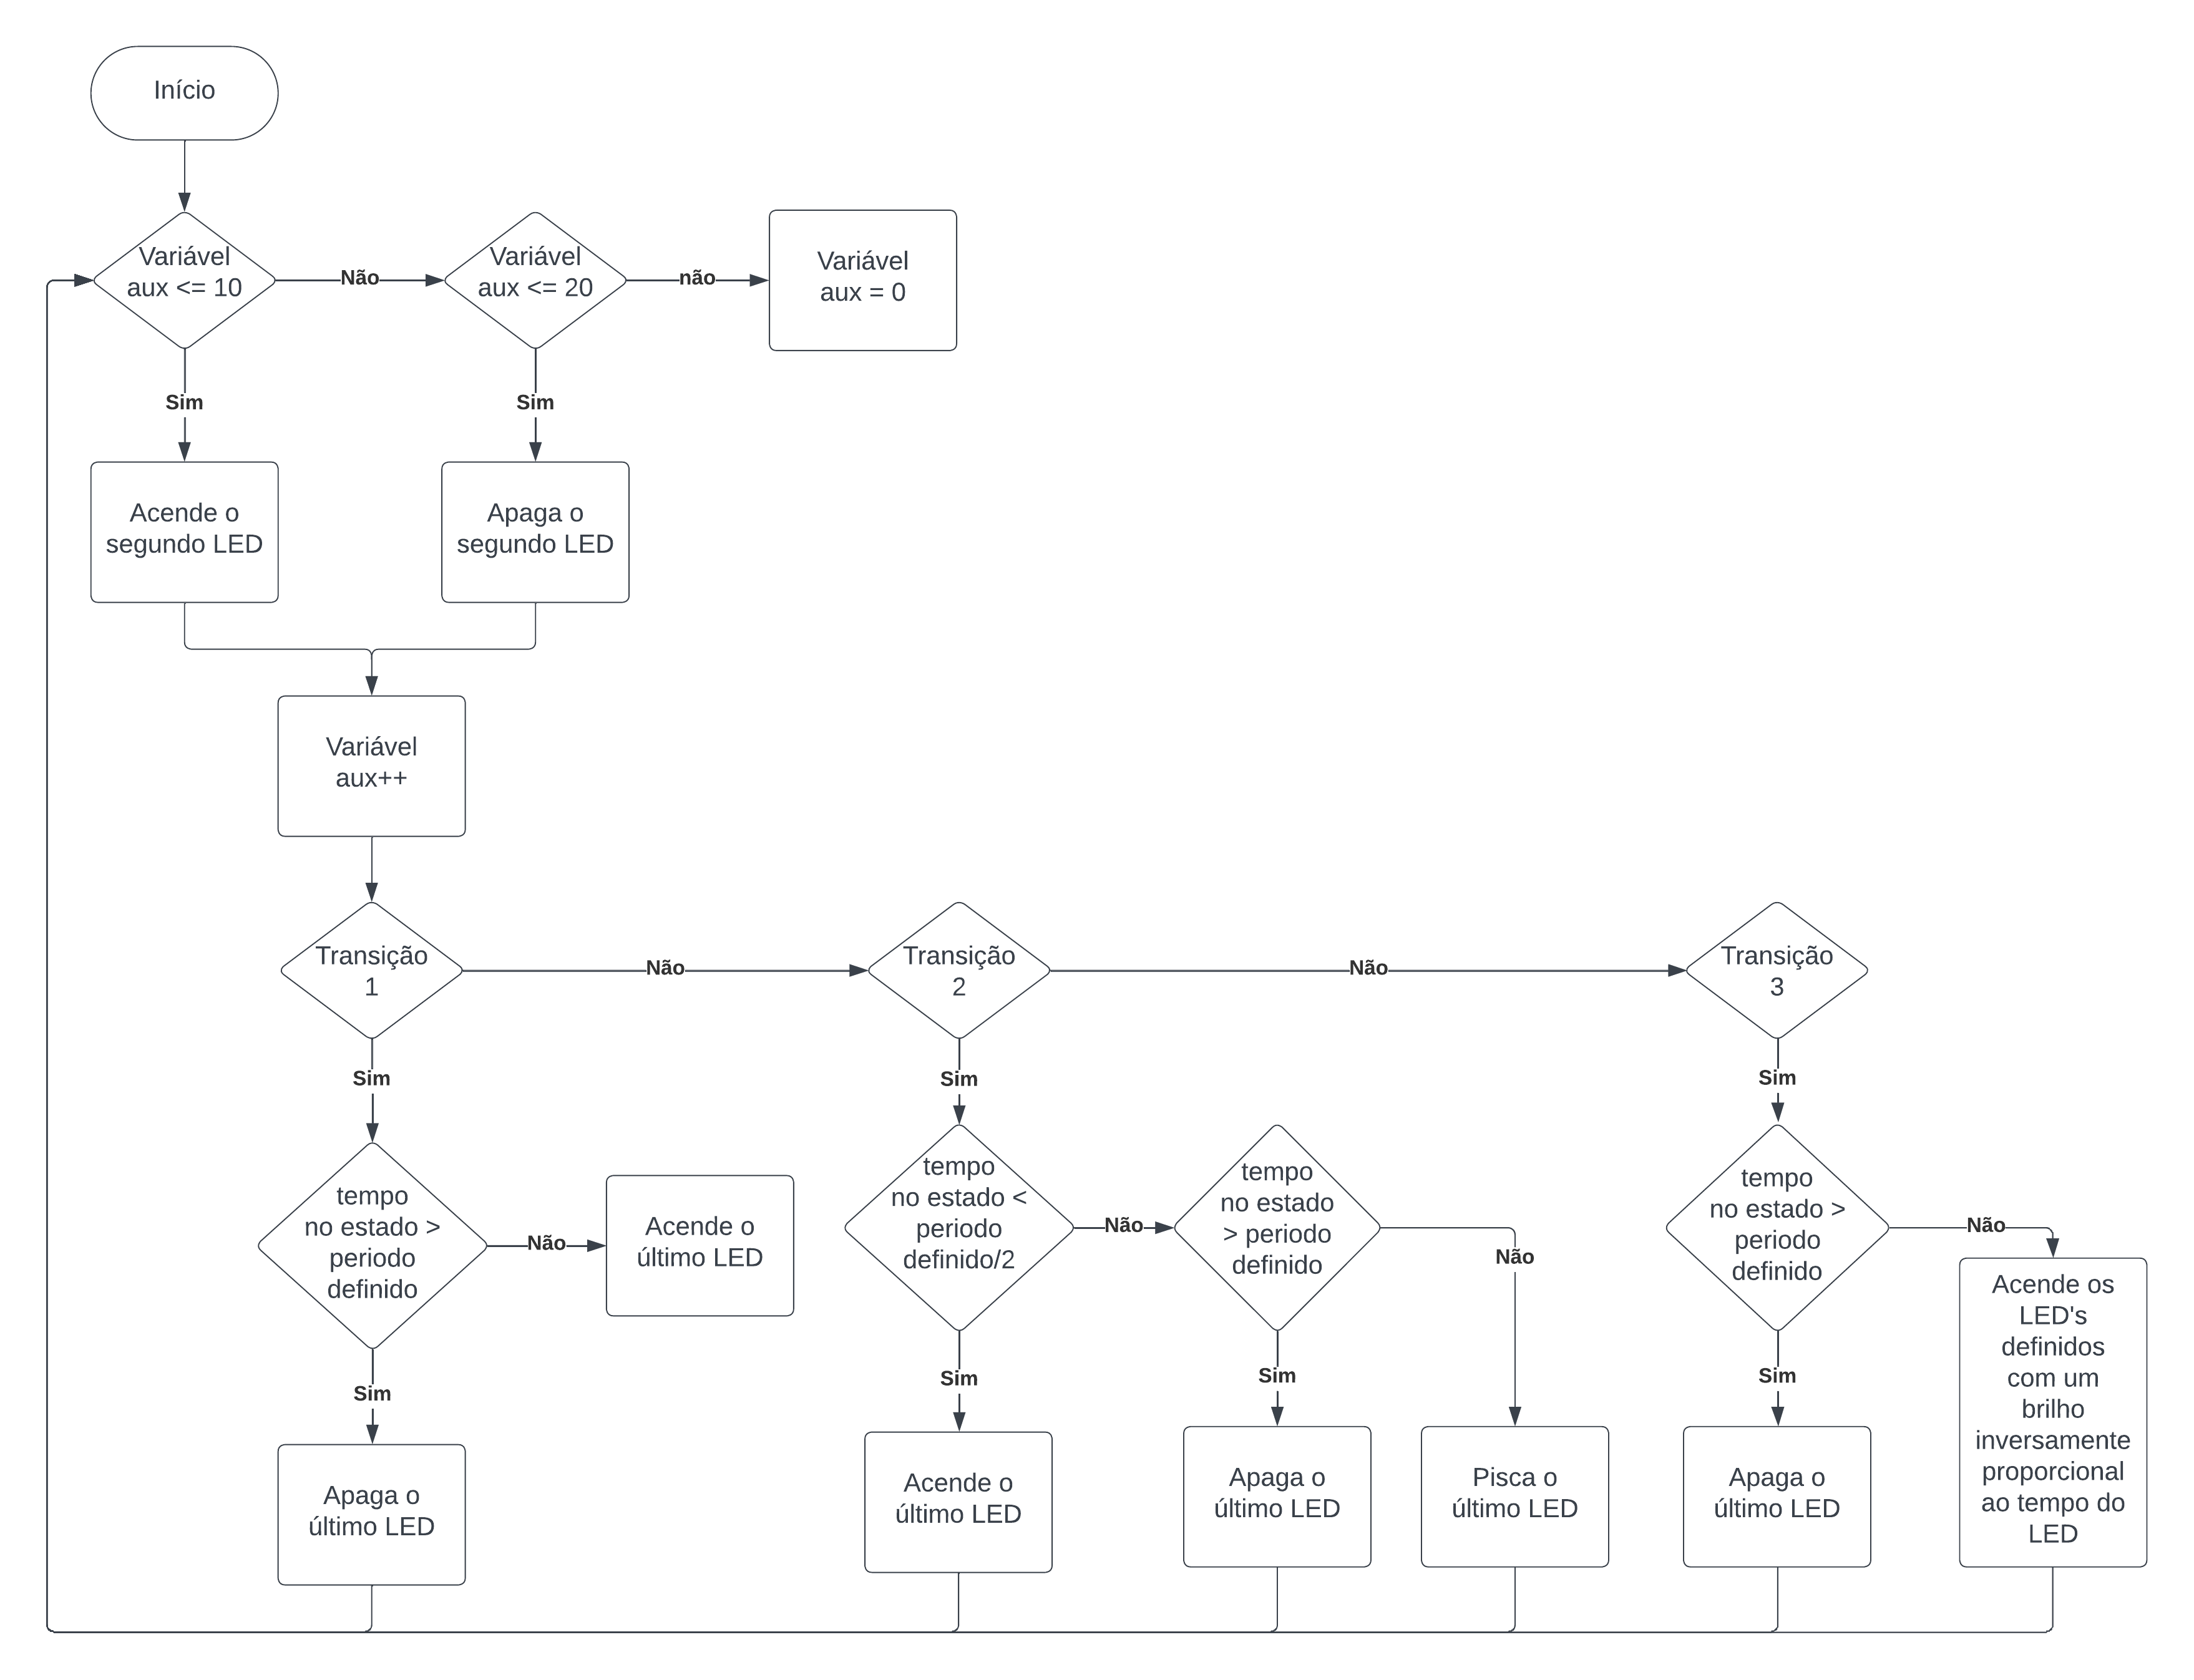 Início
Variável
aux <= 10
Não
Variável
aux <= 20
não
Variável
aux = 0
Sim
Sim
Acende o
segundo LED
Apaga o
segundo LED
Variável
aux++
Transição
1
Não
Transição
2
Não
Transição
3
Sim
Sim
Sim
tempo
no estado >
periodo
definido
Não
Acende o
último LED
tempo
no estado <
periodo
definido/2
Não
tempo
no estado
> periodo
definido
Não
tempo
no estado >
periodo
definido
Não
Acende os
LED's
definidos
com um
brilho
inversamente
proporcional
ao tempo do
LED
Sim
Sim
Sim
Sim
Apaga o
último LED
Acende o
último LED
Apaga o
último LED
Pisca o
último LED
Apaga o
último LED